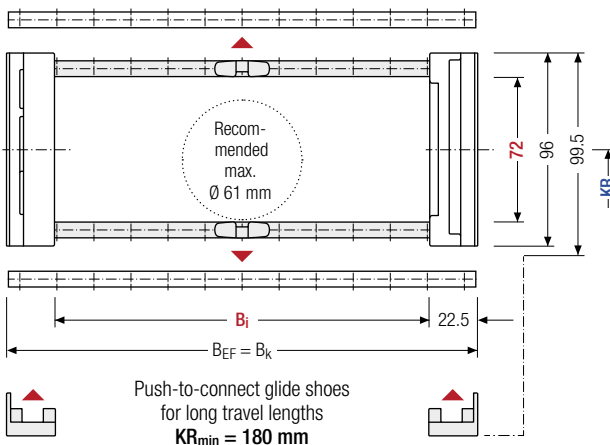 Recom-
mended
max.
Ø 61 mm
72
96
99.5
KR
Bi
22.5
BEF = Bk
Push-to-connect glide shoes
for long travel lengths
KRmin = 180 mm